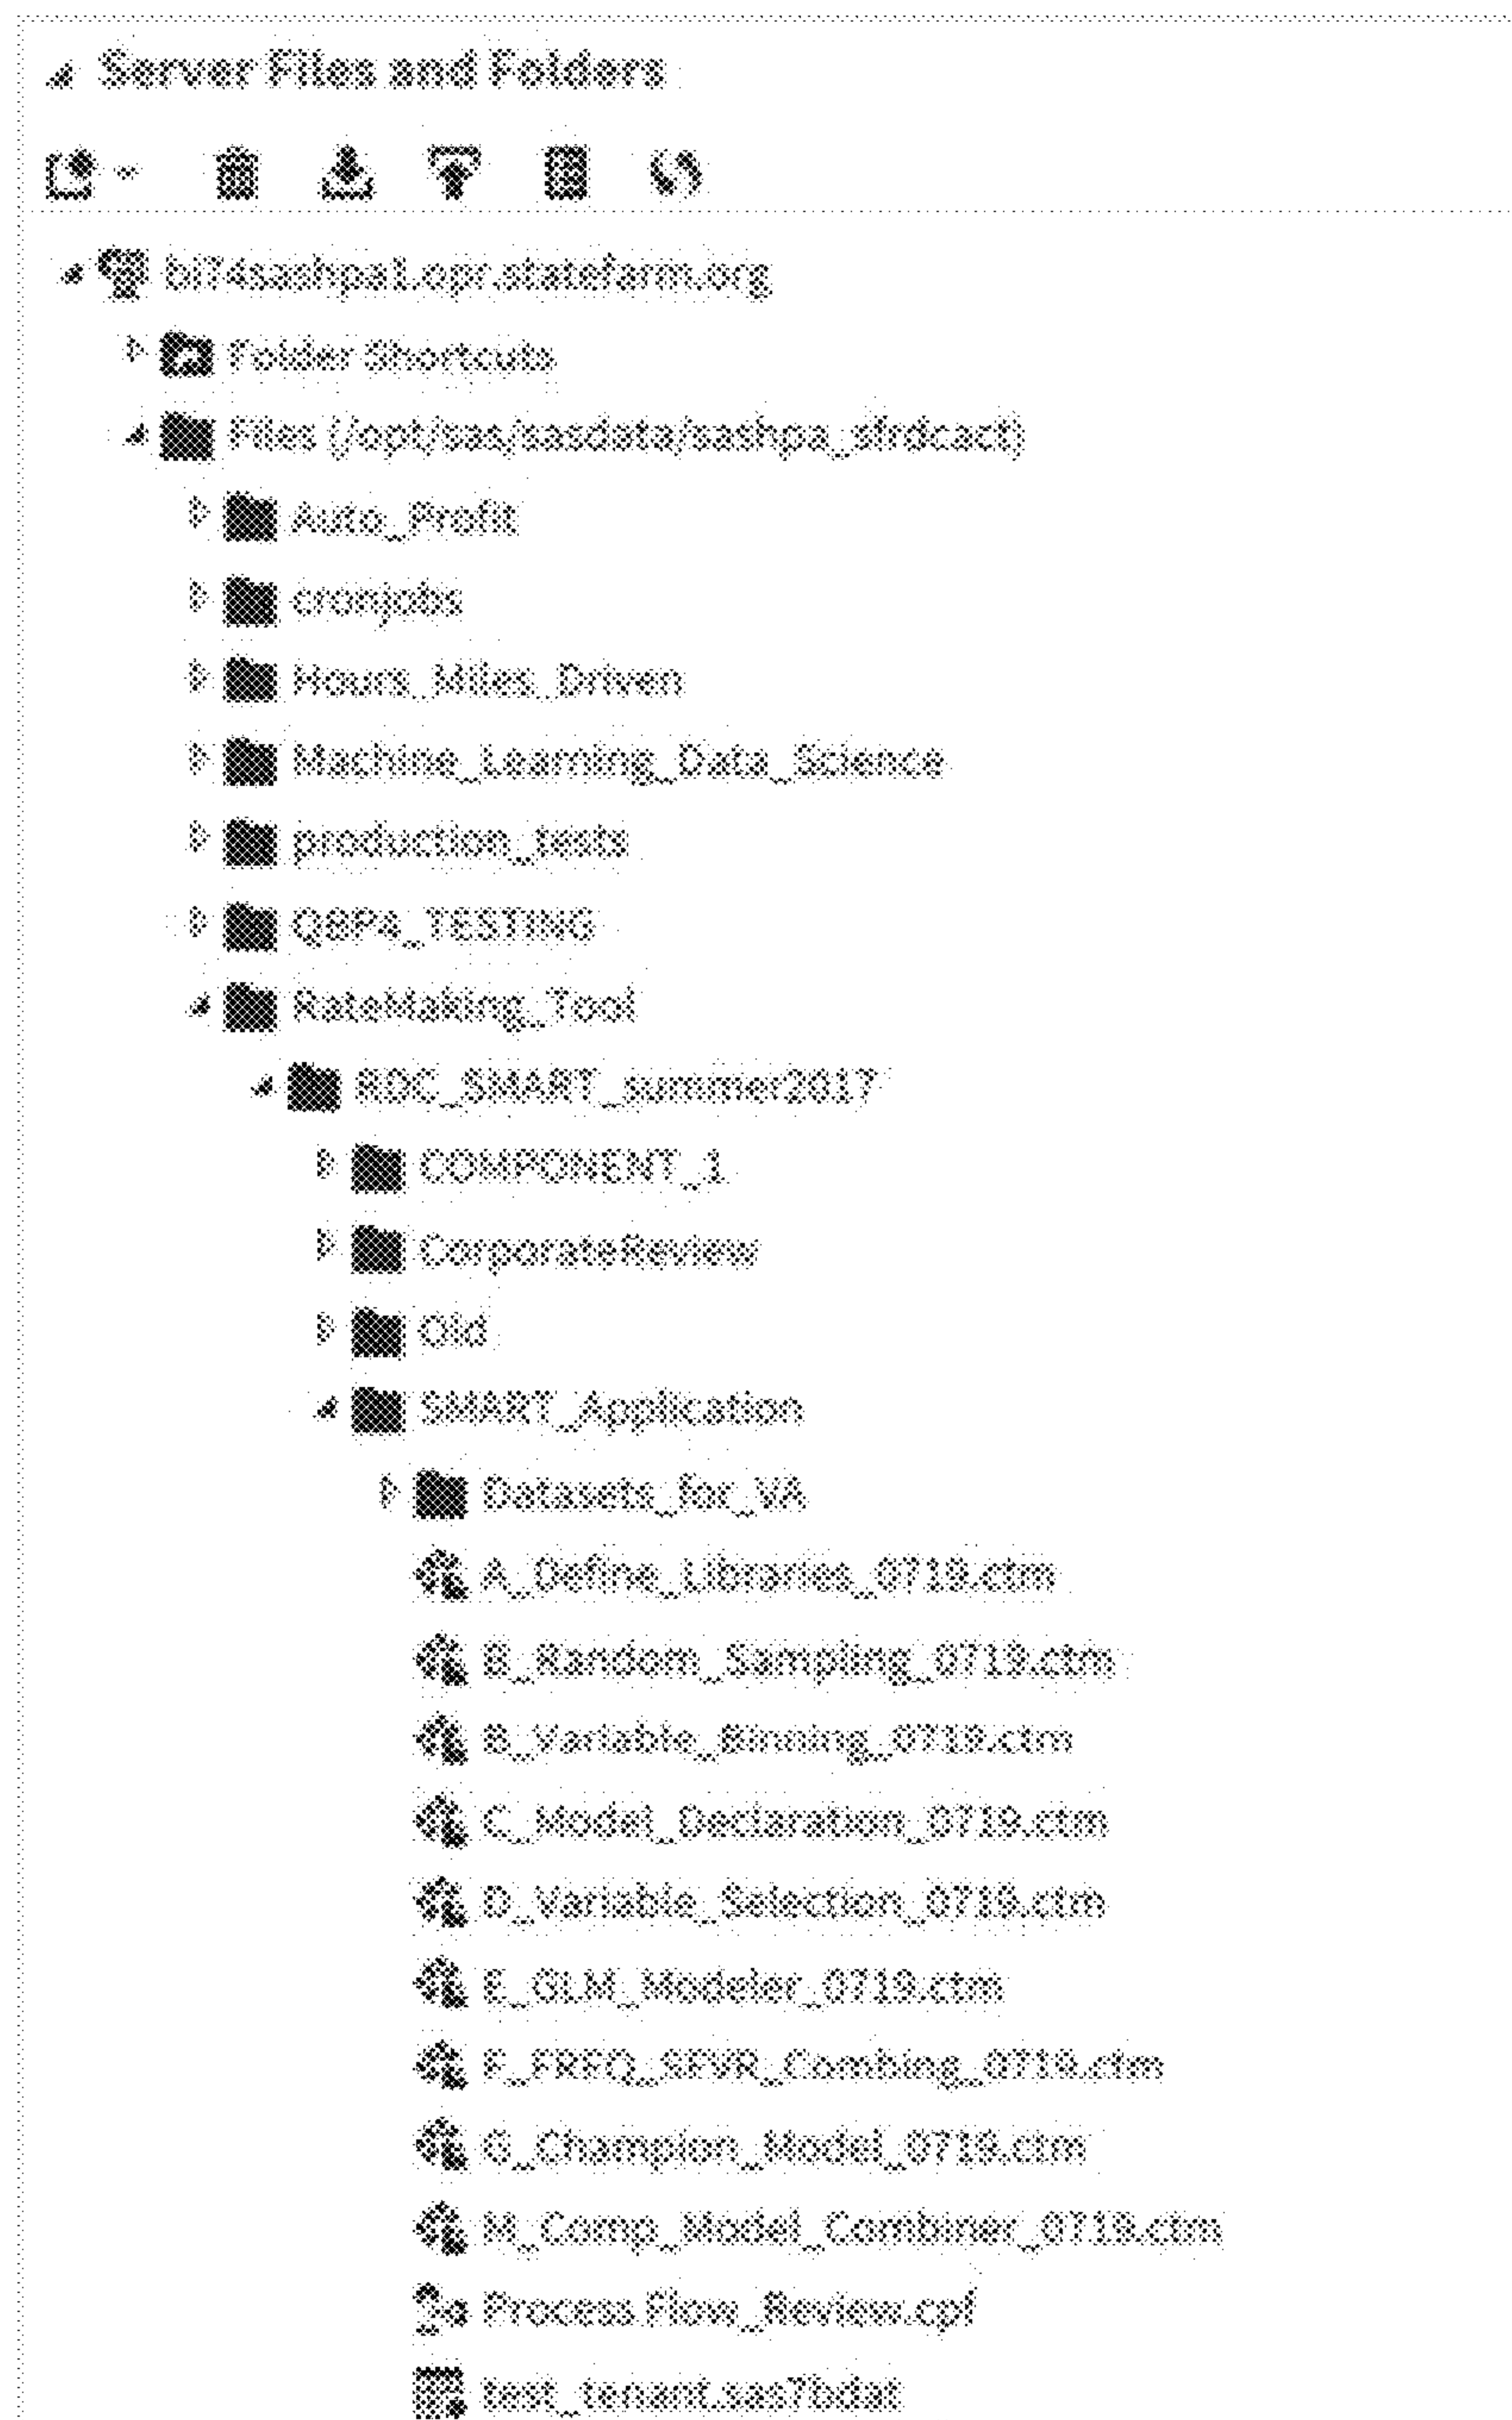 Server Files and Folders
bi74sashpa1.opr.statefarm.org
Folder Shortcuts
Files (/opt/sas/sasdata/sashpa_sfrdcact)
Auto_Profit
cronjobs
Hours_Miles_Driven
Machine_Learning_Data_Science
production_tests
QBPA_TESTING
RateMaking_Tool
RDC_SMART_summer2017
COMPONENT_1
CorporateReview
Old
SMART_Application
Datasets_for_VA
A_Define_Libraries_0719.ctm
B_Random_Sampling_0719.ctm
B_Variable_Binning_0719.ctm
C_Model_Declaration_0719.ctm
D_Variable_Selection_0719.ctm
E_GLM_Modeler_0719.ctm
F_FREQ_SEVR_Combing_0719.ctm
G_Champion_Model_0719.ctm
M_Comp_Model_Combiner_0719.ctm
Process Flow_Review.cpf
test_tenant.sas7bdat